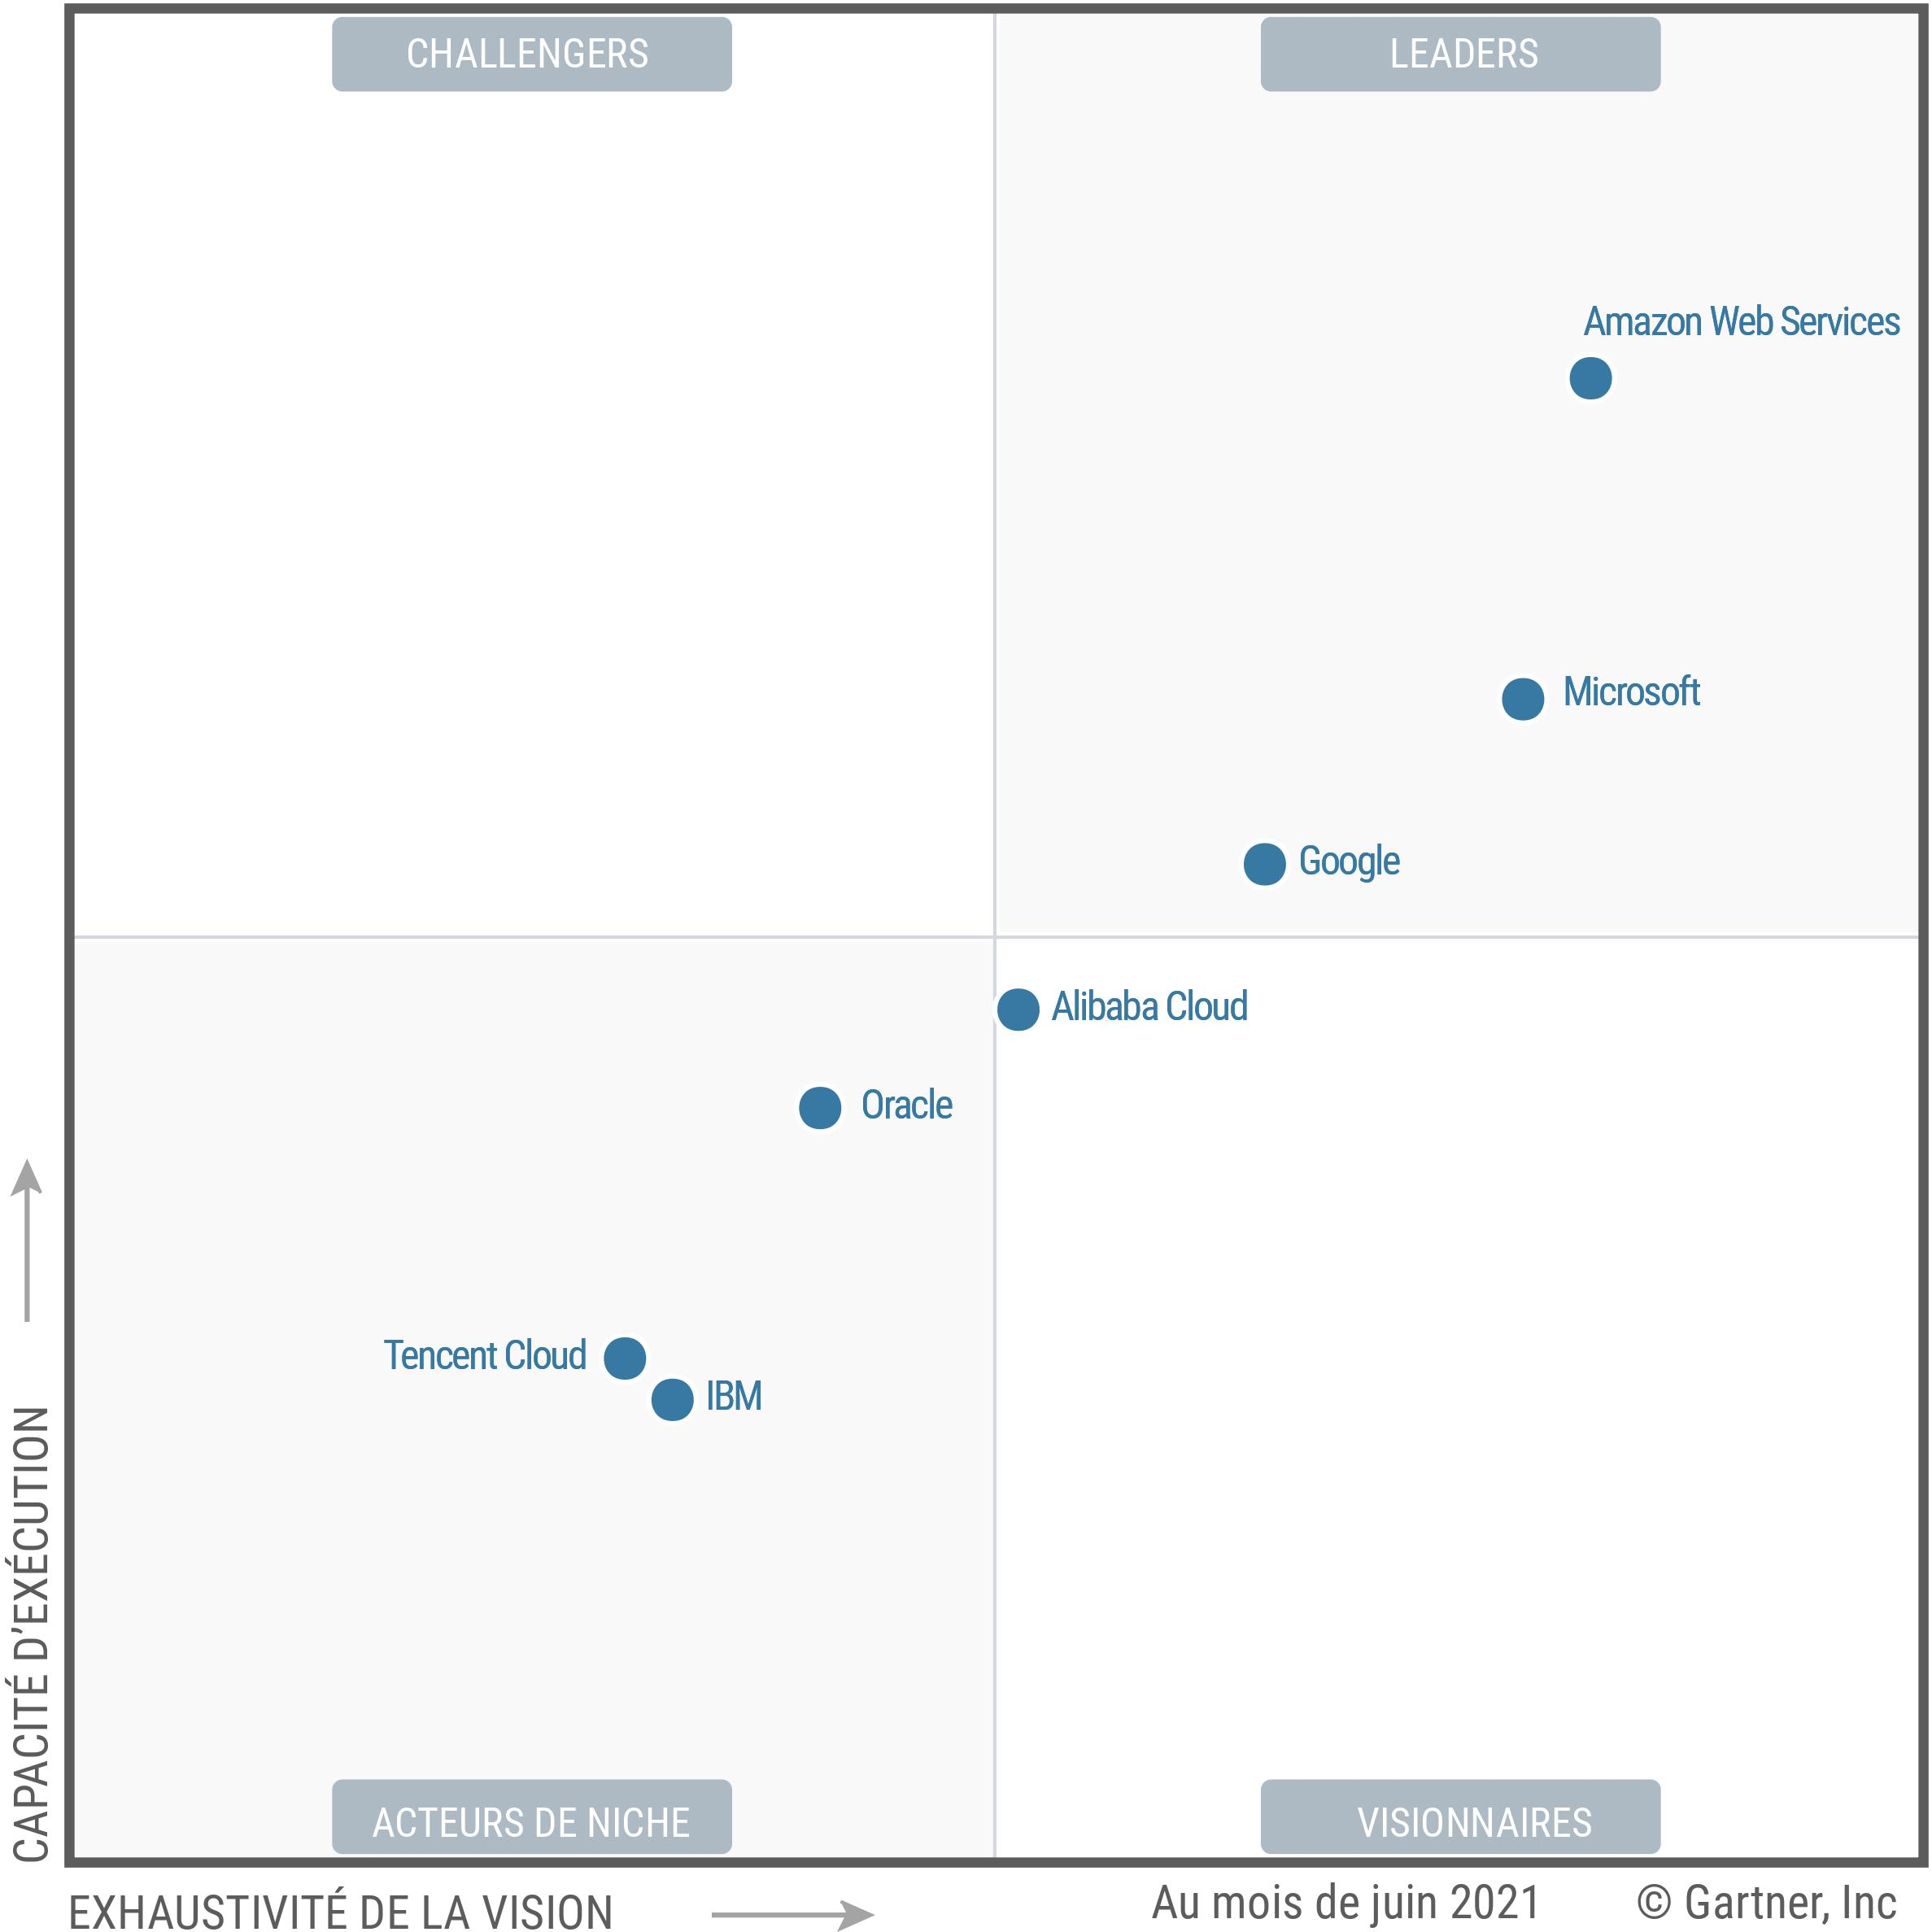 CHALLENGERS
LEADERS
Amazon Web Services
Microsoft
Google
Alibaba Cloud
Oracle
Tencent Cloud
IBM
CAPACITÉ D’EXÉCUTION
ACTEURS DE NICHE
VISIONNAIRES
EXHAUSTIVITÉ DE LA VISION
Au mois de juin 2021
© Gartner, Inc